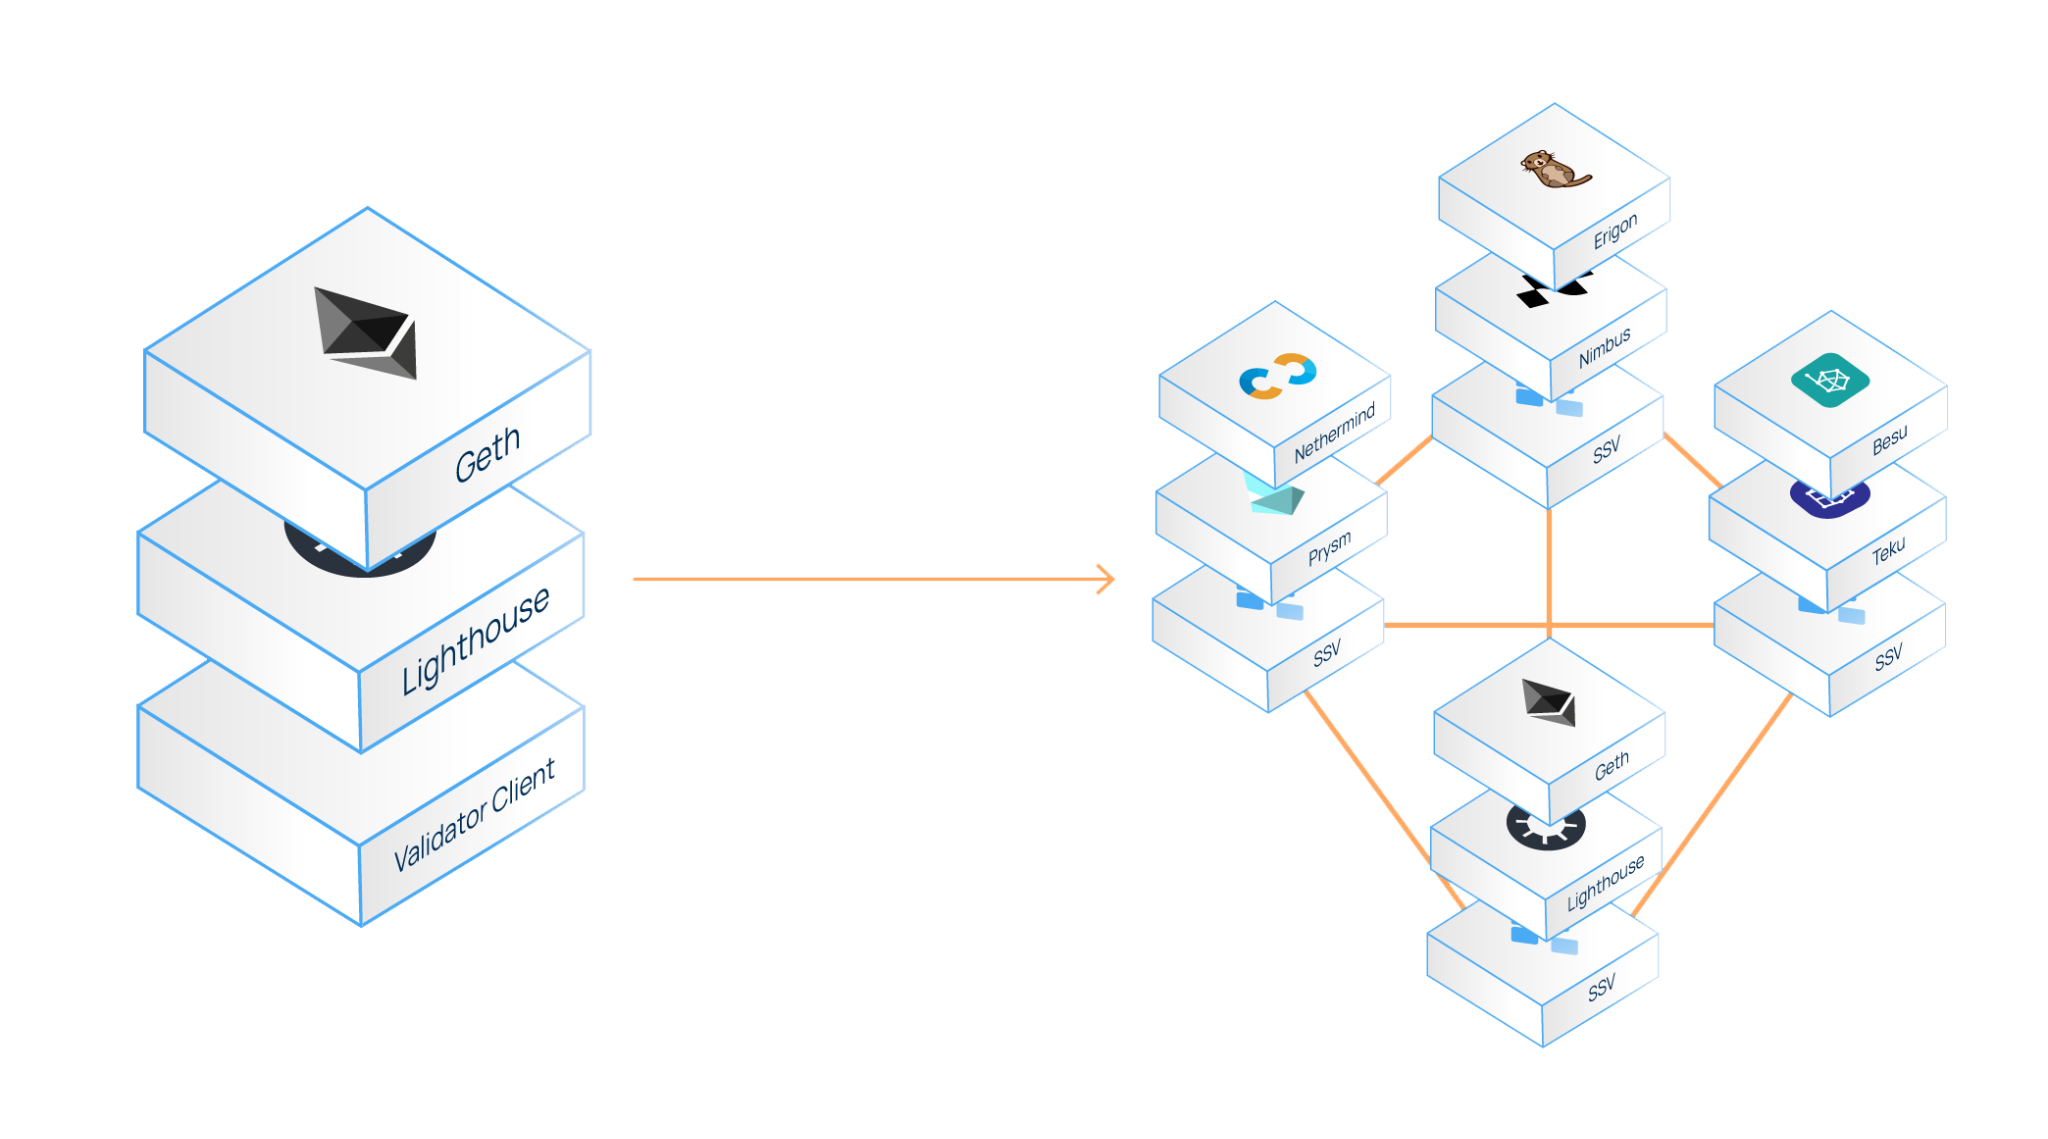 Geth
Lighthouse
Validator Client
Erigon
Nimbus
SSV
Nethermind
Prysm
SSV
Besu
Teku
SSV
Geth
Lighthouse
SSV